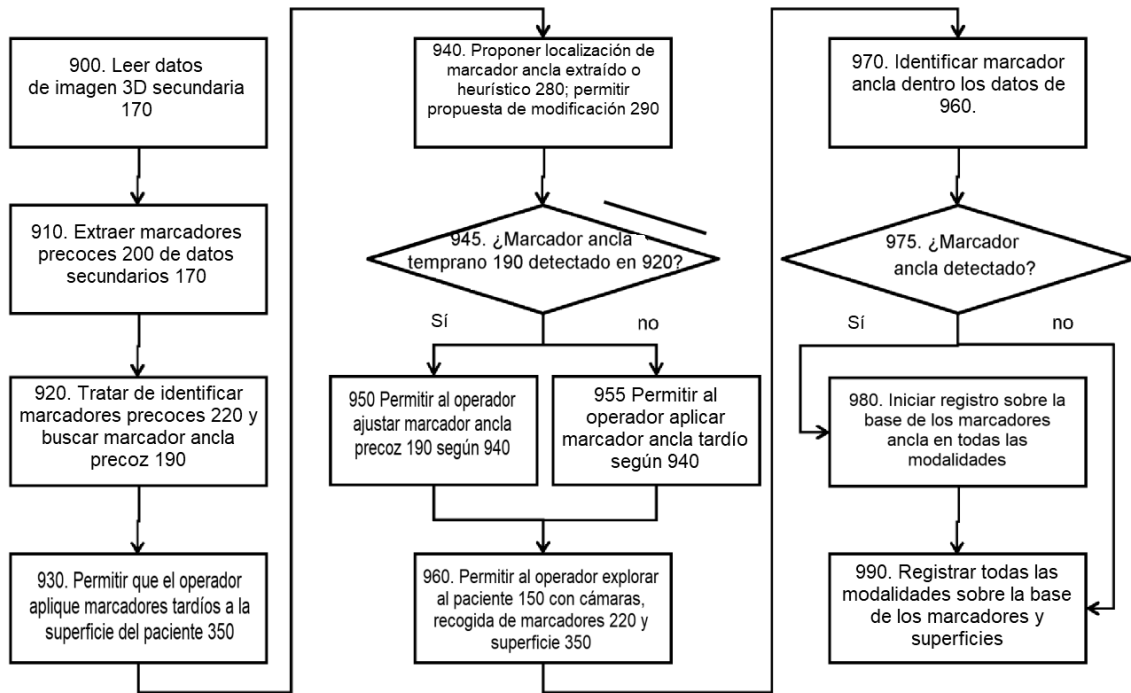 900. Leer datos
de imagen 3D secundaria
170
910. Extraer marcadores
precoces 200 de datos
secundarios 170
920. Tratar de identificar
marcadores precoces 220 y
buscar marcador ancla
precoz 190
930. Permitir que el operador
aplique marcadores tardíos a la
superficie del paciente 350
940. Proponer localización de
marcador ancla extraído o
heurístico 280; permitir
propuesta de modificación 290
945. ¿Marcador ancla
temprano 190 detectado en 920?
Sí
no
950 Permitir al operador
ajustar marcador ancla
precoz 190 según 940
955 Permitir al
operador aplicar
marcador ancla tardío
según 940
960. Permitir al operador explorar
al paciente 150 con cámaras,
recogida de marcadores 220 y
superficie 350
970. Identificar marcador
ancla dentro los datos de
960.
975. ¿Marcador
ancla detectado?
Sí
no
980. Iniciar registro sobre la
base de los marcadores
ancla en todas las
modalidades
990. Registrar todas las
modalidades sobre la base
de los marcadores y
superficies